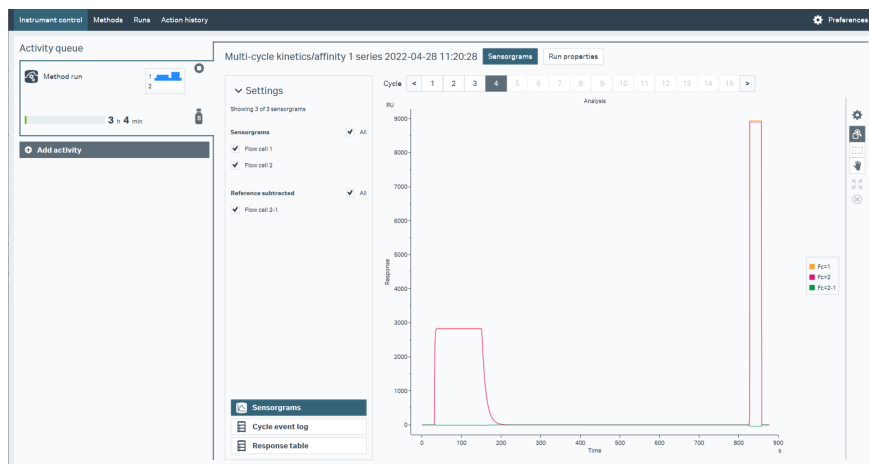 Instrument control Methods Runs Action history
Preferences
Activity queue
Method run
1
2
3 h 4 min
Add activity
Multi-cycle kinetics/affinity 1 series 2022-04-28 11:20:28 Sensorgrams Run properties
Settings
Showing 3 of 3 sensorgrams
Sensorgrams All
Flow cell 1
Flow cell 2
Reference subtracted All
Flow cell 2-1
Sensorgrams
Cycle event log
Response table
Cycle < 1 2 3 4 5 6 7 8 9 10 11 12 13 14 15 >
Analysis
RU
9000
8000
7000
6000
5000
4000
3000
2000
1000
0
Response
0 100 200 300 400 500 600 700 800 900
Time
s
Fc=1
Fc=2
Fc=2-1